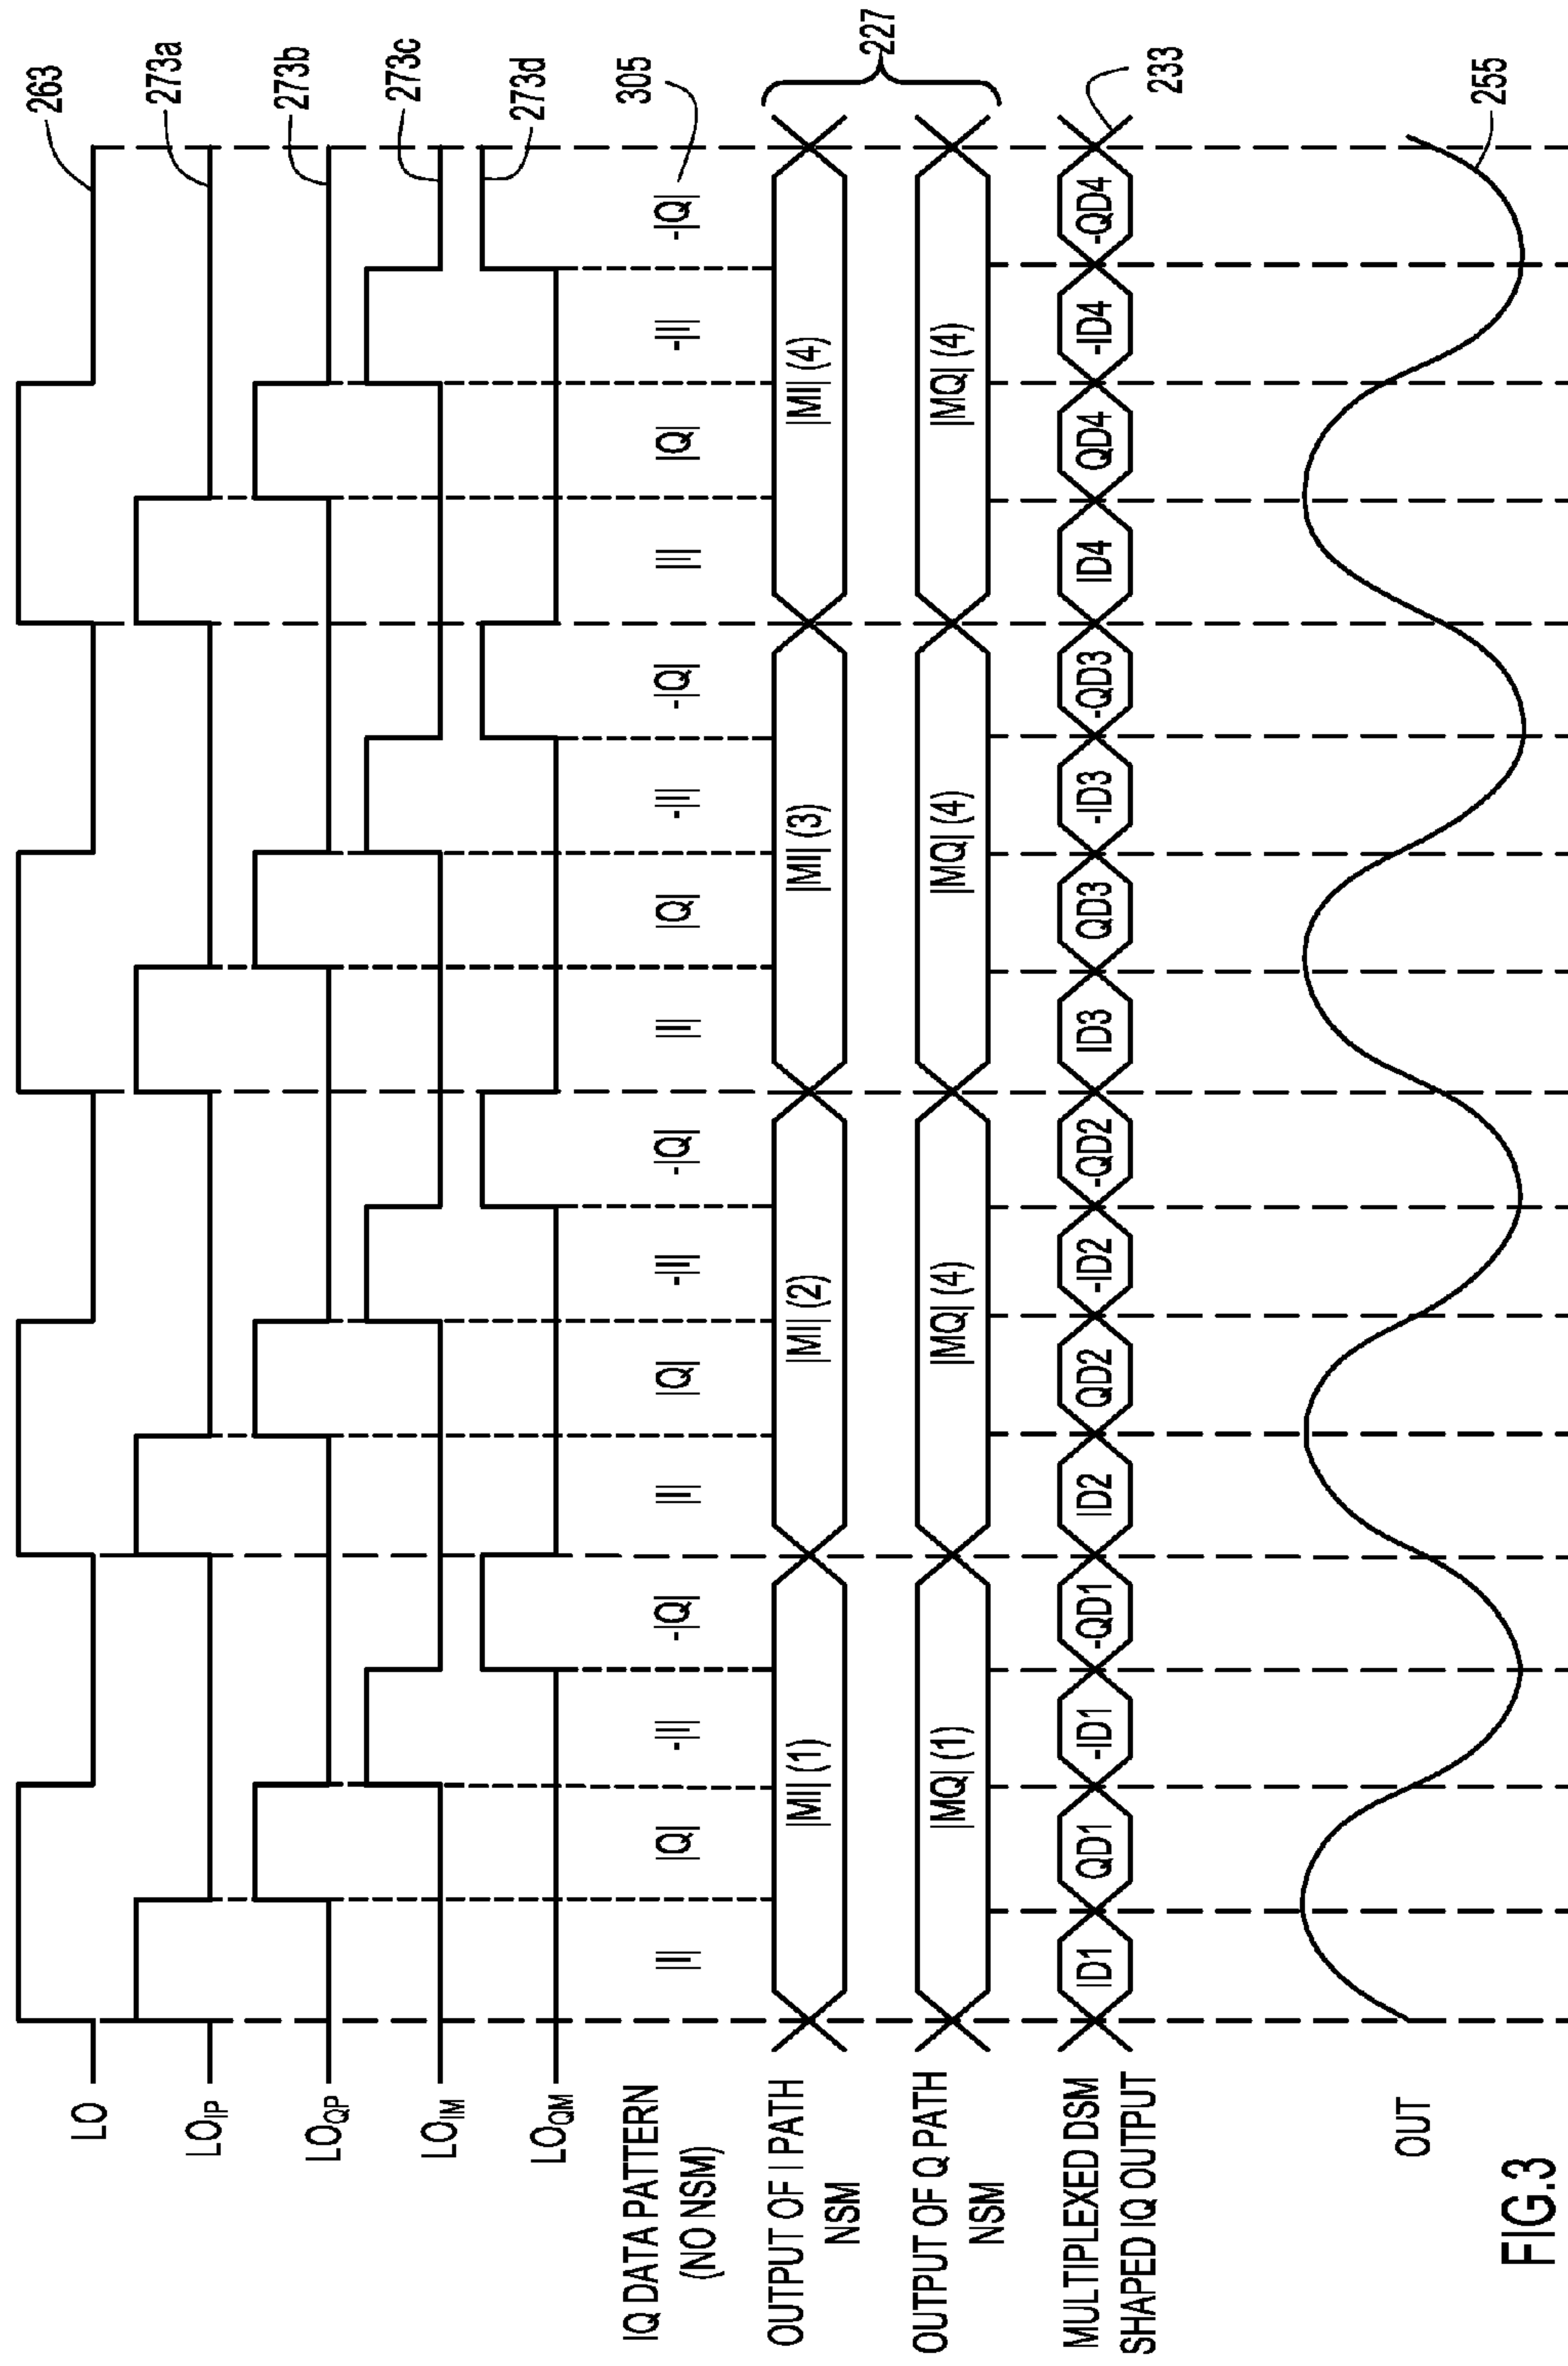 LO
263
LO_IP
273a
LO_QP
273b
LO_IM
273c
LO_QM
273d
IQ DATA PATTERN
(NO NSM)
|I| |Q| -|I| -|Q| |I| |Q| -|I| -|Q| |I| |Q| -|I| -|Q| |I| |Q| -|I| -|Q|
305
OUTPUT OF I PATH
NSM
|MI| (1) |MI| (2) |MI| (3) |MI| (4)
OUTPUT OF Q PATH
NSM
|MQ| (1) |MQ| (4) |MQ| (4) |MQ| (4)
227
MULTIPLEXED DSM
SHAPED IQ OUTPUT
ID1 QD1 -ID1 -QD1 ID2 QD2 -ID2 -QD2 ID3 QD3 -ID3 -QD3 ID4 QD4 -ID4 -QD4
233
OUT
255
FIG.3